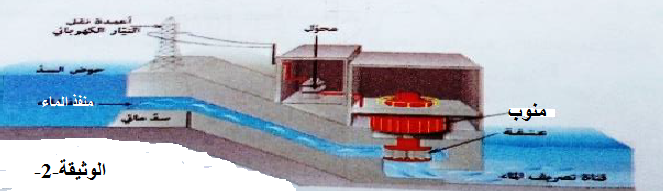 أعمدة نقل
التيار الكهربائي
محول
حوض السد
منفذ الماء
منوب
سد مائي
عنفة
قناة تصريف الماء
الوثيقة-2-